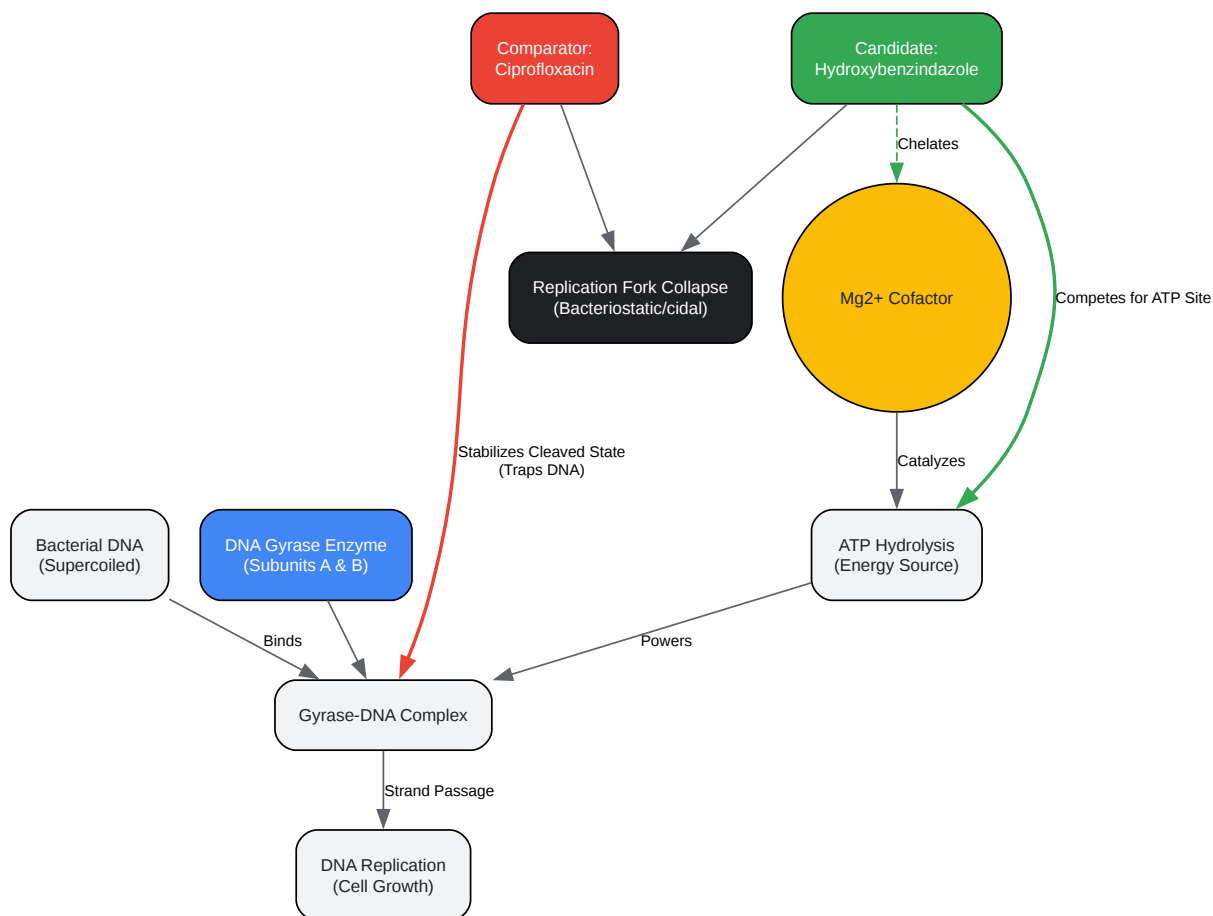 Comparator:
Ciprofloxacin
Candidate:
Hydroxybenzindazole
Chelates
Replication Fork Collapse
(Bacteriostatic/cidal)
Mg2+ Cofactor
Competes for ATP Site
Stabilizes Cleaved State
(Traps DNA)
Catalyzes
Bacterial DNA
(Supercoiled)
DNA Gyrase Enzyme
(Subunits A & B)
ATP Hydrolysis
(Energy Source)
Binds
Powers
Gyrase-DNA Complex
Strand Passage
DNA Replication
(Cell Growth)